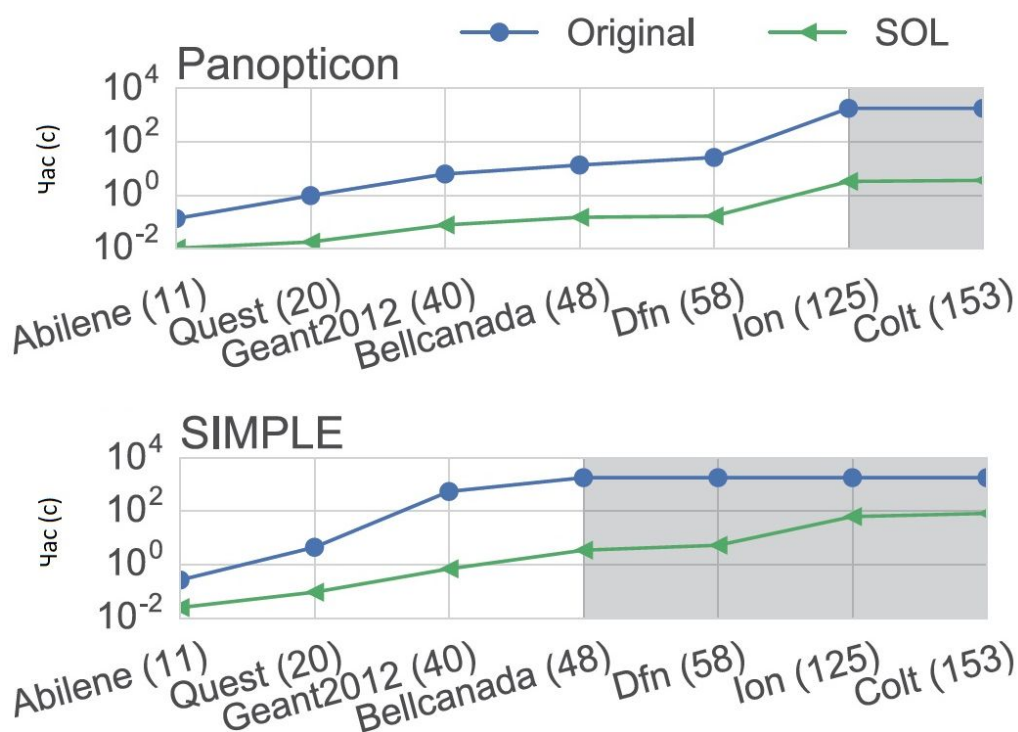 Original SOL
Panopticon
Час (с)
10^4
10^2
10^0
10^-2
Abilene (11) Quest (20) Geant2012 (40) Bellcanada (48) Dfn (58) Ion (125) Colt (153)
SIMPLE
Час (с)
10^4
10^2
10^0
10^-2
Abilene (11) Quest (20) Geant2012 (40) Bellcanada (48) Dfn (58) Ion (125) Colt (153)